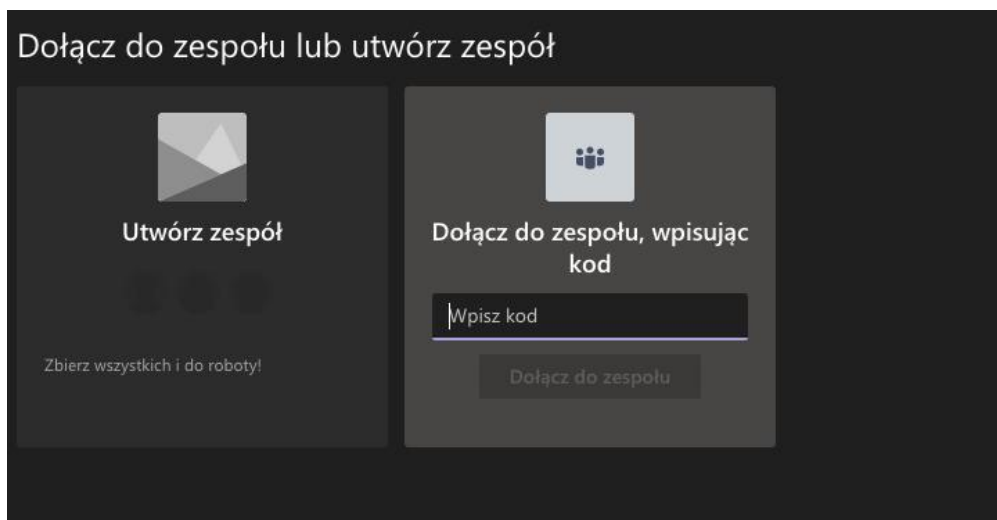 Dołącz do zespołu lub utwórz zespół
Utwórz zespół
Zbierz wszystkich i do roboty!
Dołącz do zespołu, wpisując
kod
Wpisz kod
Dołącz do zespołu